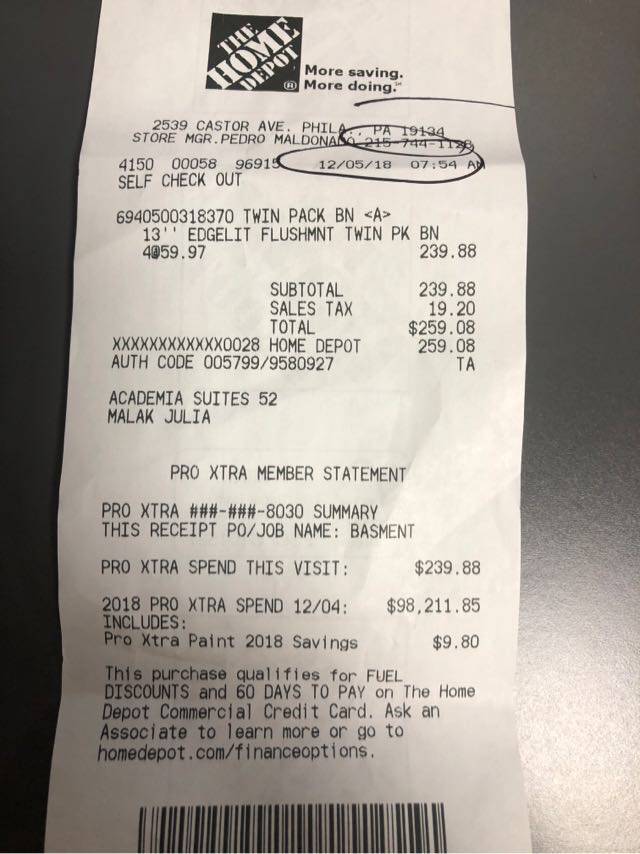 THE
HOME
DEPOT
More saving.
® More doing.℠
2539 CASTOR AVE. PHILA., PA 19134
STORE MGR.PEDRO MALDONADO 215-744-1128
4150 00058 96915 12/05/18 07:54 AM
SELF CHECK OUT
6940500318370 TWIN PACK BN <A>
13'' EDGELIT FLUSHMNT TWIN PK BN
4@59.97 239.88
SUBTOTAL 239.88
SALES TAX 19.20
TOTAL $259.08
XXXXXXXXXXXX0028 HOME DEPOT 259.08
AUTH CODE 005799/9580927 TA
ACADEMIA SUITES 52
MALAK JULIA
PRO XTRA MEMBER STATEMENT
PRO XTRA ###-###-8030 SUMMARY
THIS RECEIPT PO/JOB NAME: BASMENT
PRO XTRA SPEND THIS VISIT: $239.88
2018 PRO XTRA SPEND 12/04: $98,211.85
INCLUDES:
Pro Xtra Paint 2018 Savings $9.80
This purchase qualifies for FUEL
DISCOUNTS and 60 DAYS TO PAY on The Home
Depot Commercial Credit Card. Ask an
Associate to learn more or go to
homedepot.com/financeoptions.